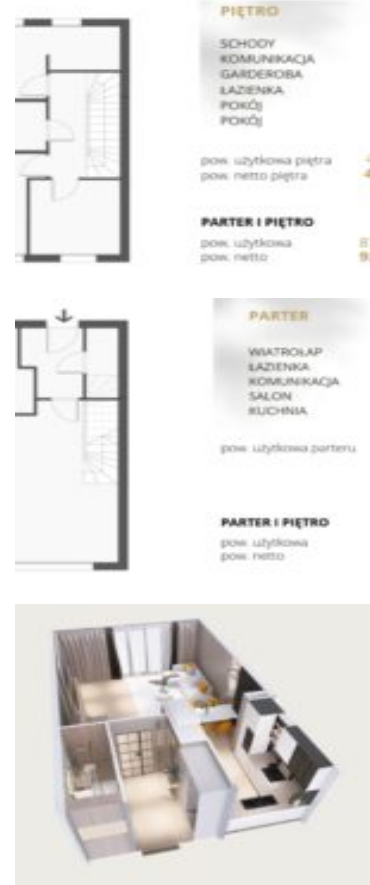 PIĘTRO
SCHODY
KOMUNIKACJA
GARDEROBA
ŁAZIENKA
POKÓJ
POKÓJ
pow. użytkowa piętra
pow. netto piętra
PARTER I PIĘTRO
pow. użytkowa
pow. netto
PARTER
WIATROŁAP
ŁAZIENKA
KOMUNIKACJA
SALON
KUCHNIA
pow. użytkowa parteru
PARTER I PIĘTRO
pow. użytkowa
pow. netto